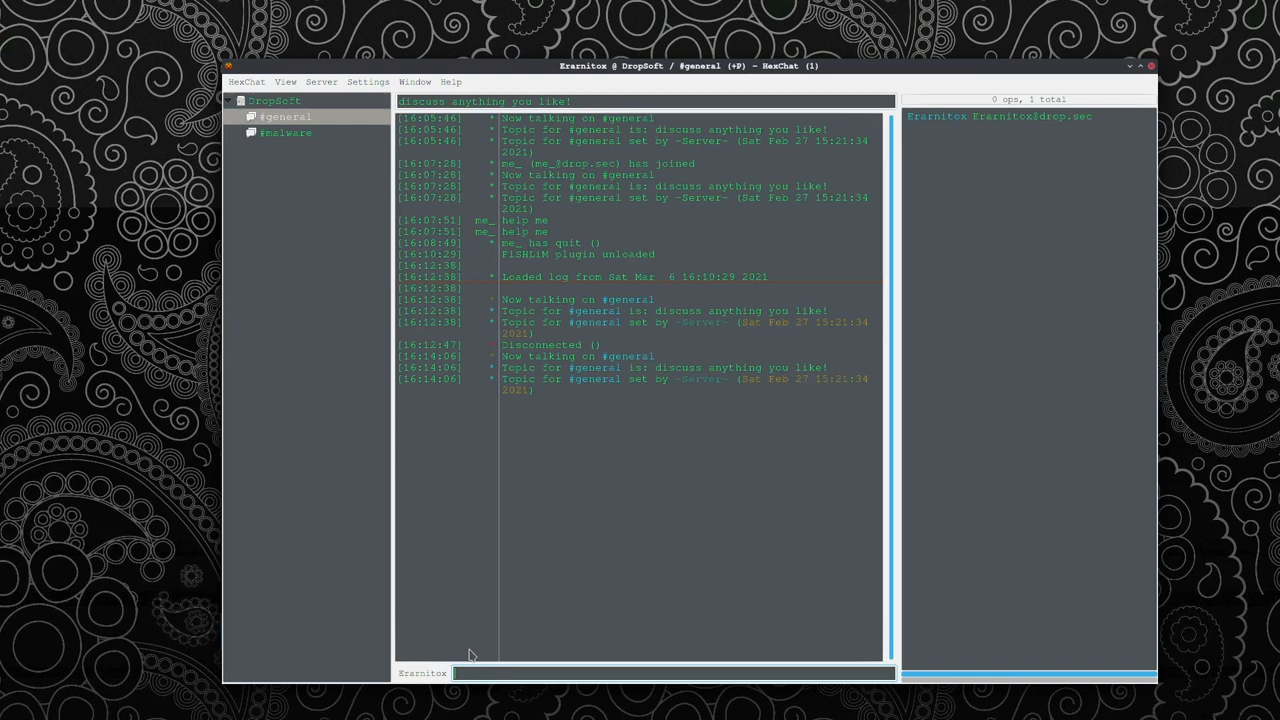 Erarnitox @ DropSoft / #general (+P) - HexChat (1)
HexChat View Server Settings Window Help
DropSoft
#general
#malware
discuss anything you like!
[16:05:46] * Now talking on #general
[16:05:46] * Topic for #general is: discuss anything you like!
[16:05:46] * Topic for #general set by -Server- (Sat Feb 27 15:21:34
2021)
[16:07:28] * me_ (me_@drop.sec) has joined
[16:07:28] * Now talking on #general
[16:07:28] * Topic for #general is: discuss anything you like!
[16:07:28] * Topic for #general set by -Server- (Sat Feb 27 15:21:34
2021)
[16:07:51] me_ help me
[16:07:51] me_ help me
[16:08:49] * me_ has quit ()
[16:10:29] FiSHLiM plugin unloaded
[16:12:38]
[16:12:38] * Loaded log from Sat Mar 6 16:10:29 2021
[16:12:38]
[16:12:38] * Now talking on #general
[16:12:38] * Topic for #general is: discuss anything you like!
[16:12:38] * Topic for #general set by -Server- (Sat Feb 27 15:21:34
2021)
[16:12:47] * Disconnected ()
[16:14:06] * Now talking on #general
[16:14:06] * Topic for #general is: discuss anything you like!
[16:14:06] * Topic for #general set by -Server- (Sat Feb 27 15:21:34
2021)
Erarnitox
0 ops, 1 total
Erarnitox Erarnitox@drop.sec